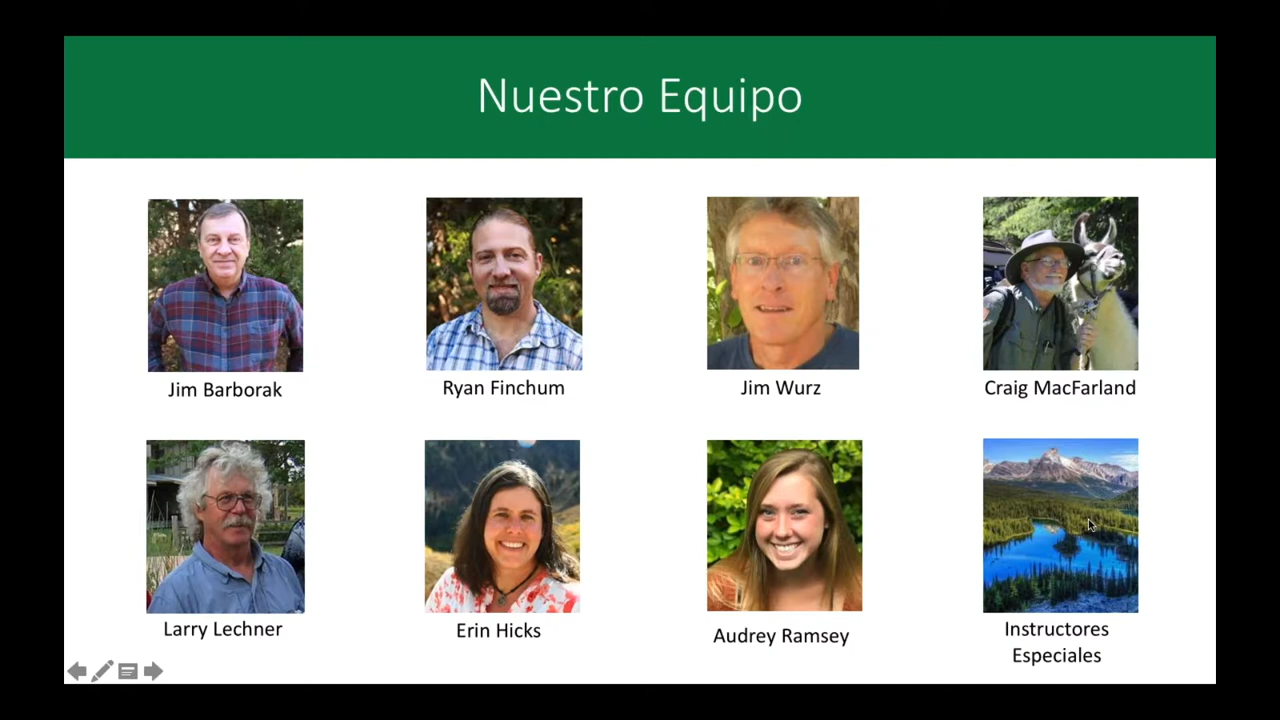 Nuestro Equipo
Jim Barborak
Ryan Finchum
Jim Wurz
Craig MacFarland
Larry Lechner
Erin Hicks
Audrey Ramsey
Instructores
Especiales